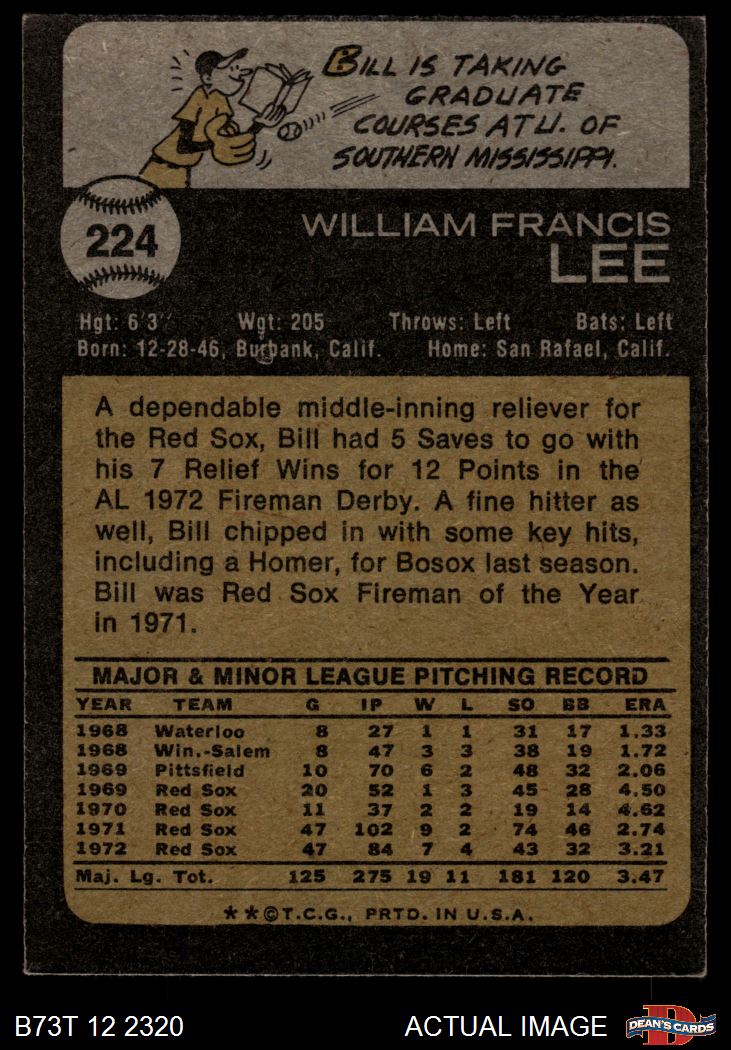 BILL IS TAKING
GRADUATE
COURSES AT U. OF
SOUTHERN MISSISSIPPI.
224
WILLIAM FRANCIS
LEE
Hgt: 6'3" Wgt: 205 Throws: Left Bats: Left
Born: 12-28-46, Burbank, Calif. Home: San Rafael, Calif.
A dependable middle-inning reliever for
the Red Sox, Bill had 5 Saves to go with
his 7 Relief Wins for 12 Points in the
AL 1972 Fireman Derby. A fine hitter as
well, Bill chipped in with some key hits,
including a Homer, for Bosox last season.
Bill was Red Sox Fireman of the Year
in 1971.
MAJOR & MINOR LEAGUE PITCHING RECORD
YEAR TEAM G IP W L SO BB ERA
1968 Waterloo 8 27 1 1 31 17 1.33
1968 Win.-Salem 8 47 3 3 38 19 1.72
1969 Pittsfield 10 70 6 2 48 32 2.06
1969 Red Sox 20 52 1 3 45 28 4.50
1970 Red Sox 11 37 2 2 19 14 4.62
1971 Red Sox 47 102 9 2 74 46 2.74
1972 Red Sox 47 84 7 4 43 32 3.21
Maj. Lg. Tot. 125 275 19 11 181 120 3.47
**©T.C.G., PRTD. IN U.S.A.
B73T 12 2320 ACTUAL IMAGE D DEAN'S CARDS